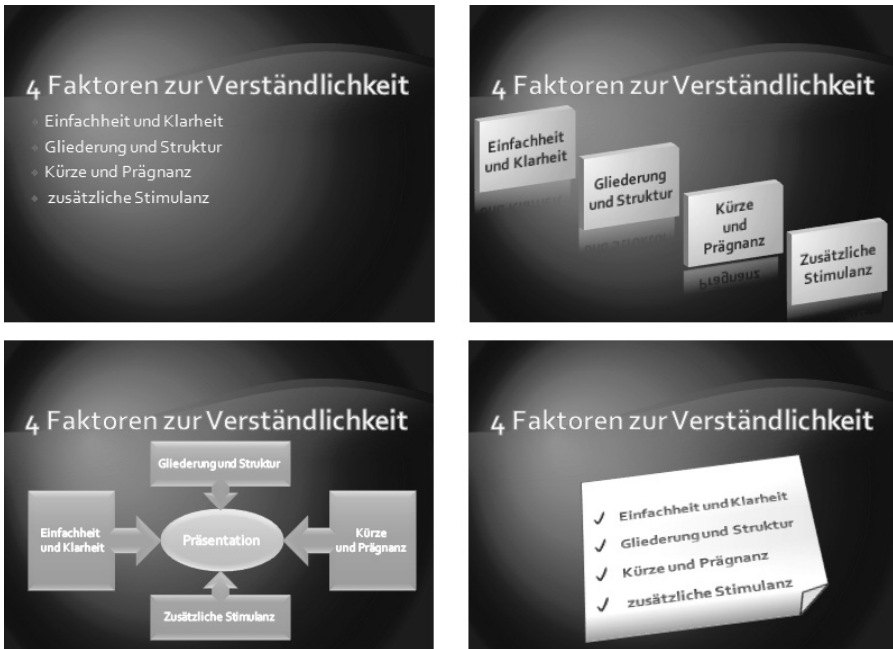 4 Faktoren zur Verständlichkeit
Einfachheit und Klarheit
Gliederung und Struktur
Kürze und Prägnanz
zusätzliche Stimulanz
4 Faktoren zur Verständlichkeit
Einfachheit
und Klarheit
Gliederung
und Struktur
Kürze
und
Prägnanz
Zusätzliche
Stimulanz
4 Faktoren zur Verständlichkeit
Gliederung und Struktur
Einfachheit
und Klarheit
Präsentation
Kürze
und Prägnanz
Zusätzliche Stimulanz
4 Faktoren zur Verständlichkeit
Einfachheit und Klarheit
Gliederung und Struktur
Kürze und Prägnanz
zusätzliche Stimulanz